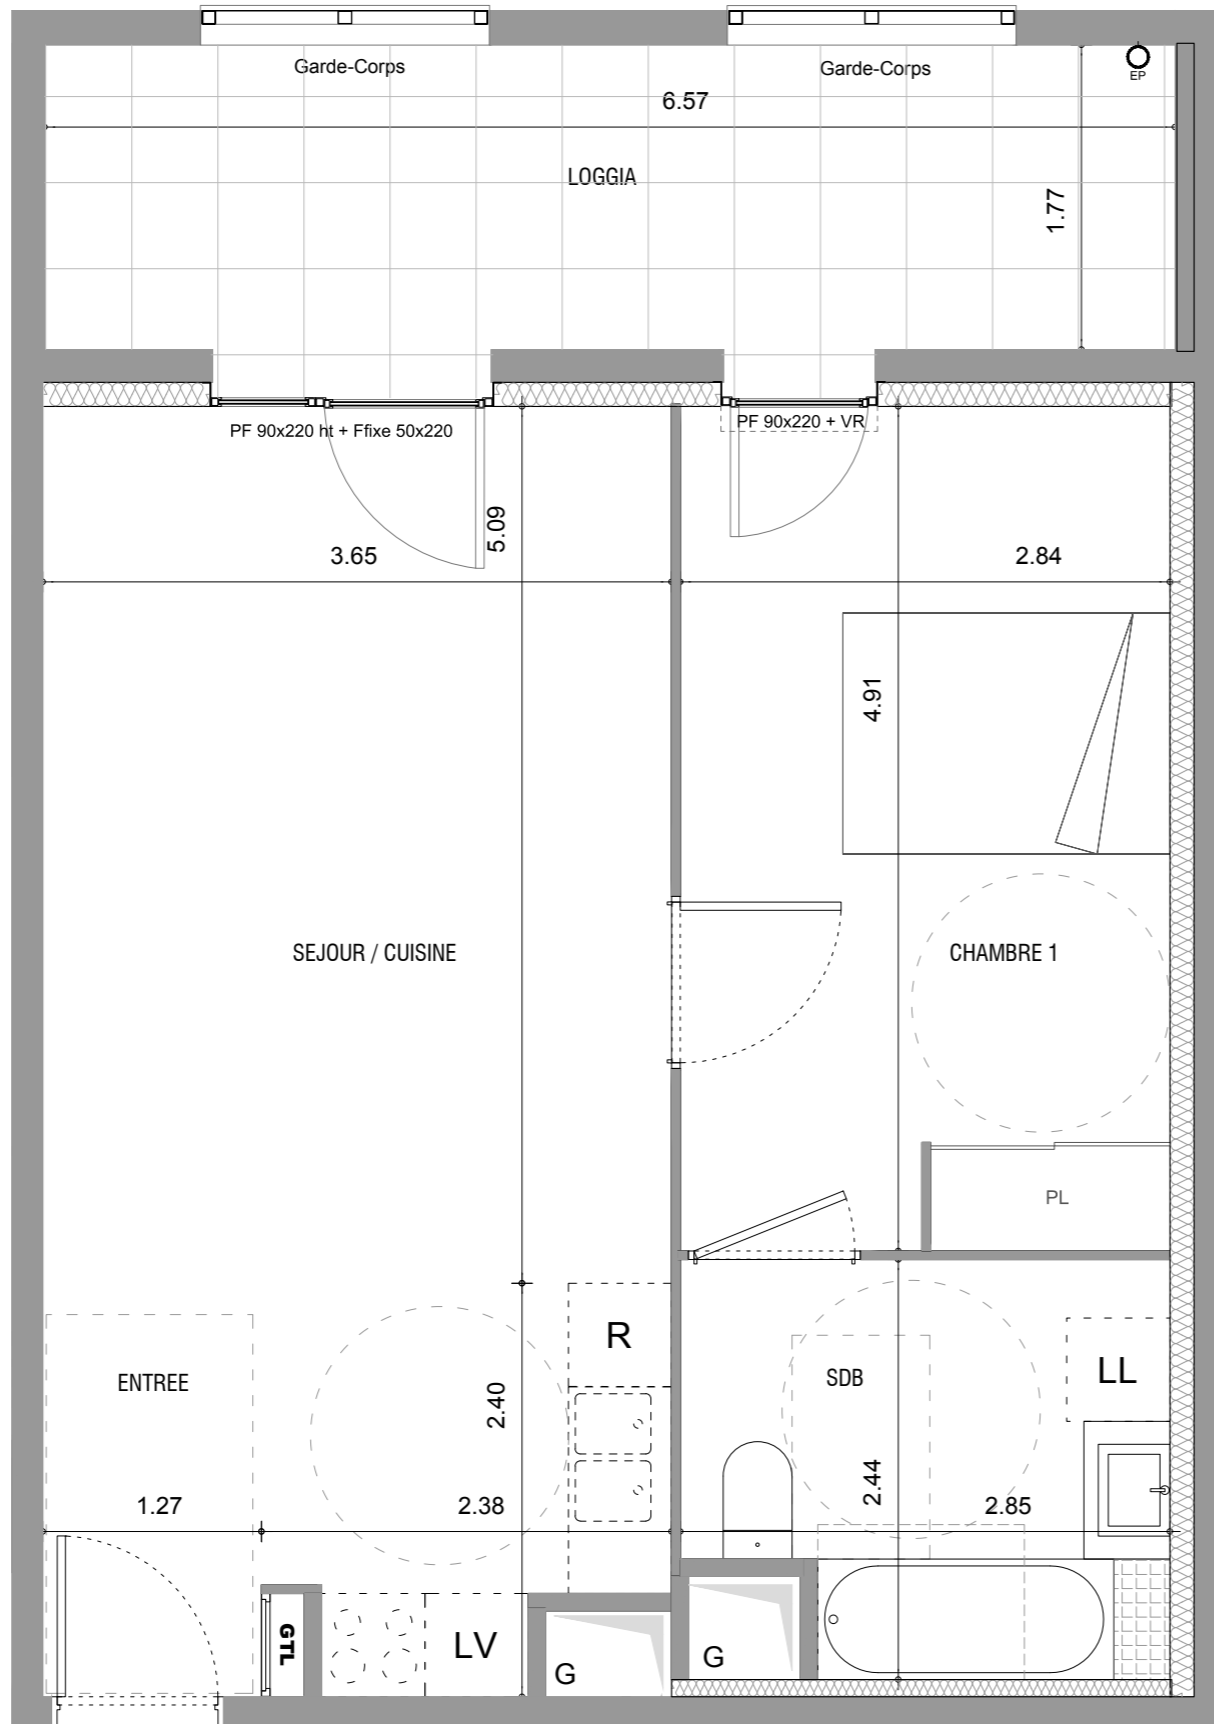 Garde-Corps
Garde-Corps
EP
6.57
LOGGIA
1.77
PF 90x220 ht + Ffixe 50x220
PF 90x220 + VR
5.09
3.65
2.84
4.91
SEJOUR / CUISINE
CHAMBRE 1
PL
R
ENTREE
SDB
LL
2.40
2.44
1.27
2.38
2.85
GTL
LV
G
G